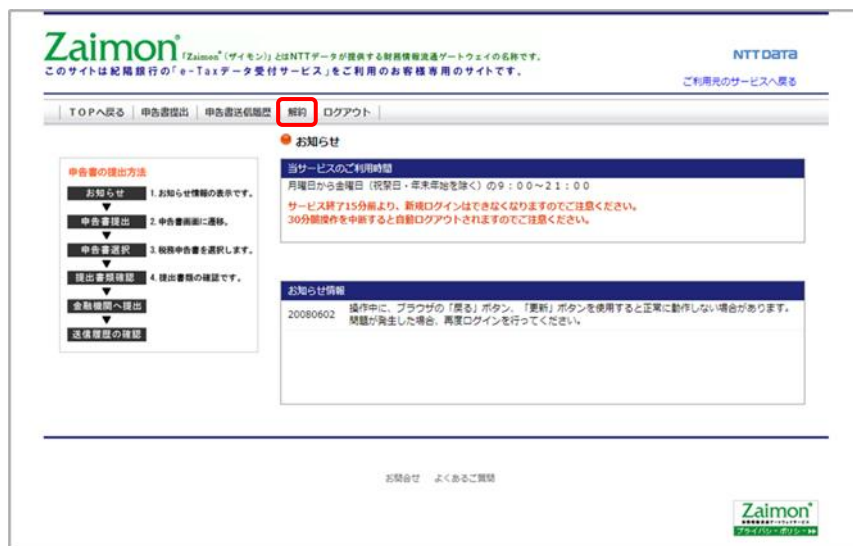 Zaimon® 「Zaimon®（ザイモン）」とはNTTデータが提供する財務情報流通ゲートウェイの名称です。
NTT DATA
このサイトは紀陽銀行の「e-Taxデータ受付サービス」をご利用のお客様専用のサイトです。
ご利用元のサービスへ戻る
TOPへ戻る 申告書提出 申告書送信履歴 解約 ログアウト
お知らせ
申告書の提出方法
お知らせ 1.お知らせ情報の表示です。
▼
申告書提出 2.申告書画面に遷移。
▼
申告書選択 3.税務申告書を選択します。
▼
提出書類確認 4.提出書類の確認です。
▼
金融機関へ提出
▼
送信履歴の確認
当サービスのご利用時間
月曜日から金曜日（祝祭日・年末年始を除く）の9：00～21：00
サービス終了15分前より、新規ログインはできなくなりますのでご注意ください。
30分間操作を中断すると自動ログアウトされますのでご注意ください。
お知らせ情報
20080602 操作中に、ブラウザの「戻る」ボタン、「更新」ボタンを使用すると正常に動作しない場合があります。
問題が発生した場合、再度ログインを行ってください。
お問合せ よくあるご質問
Zaimon®
プライバシーポリシー